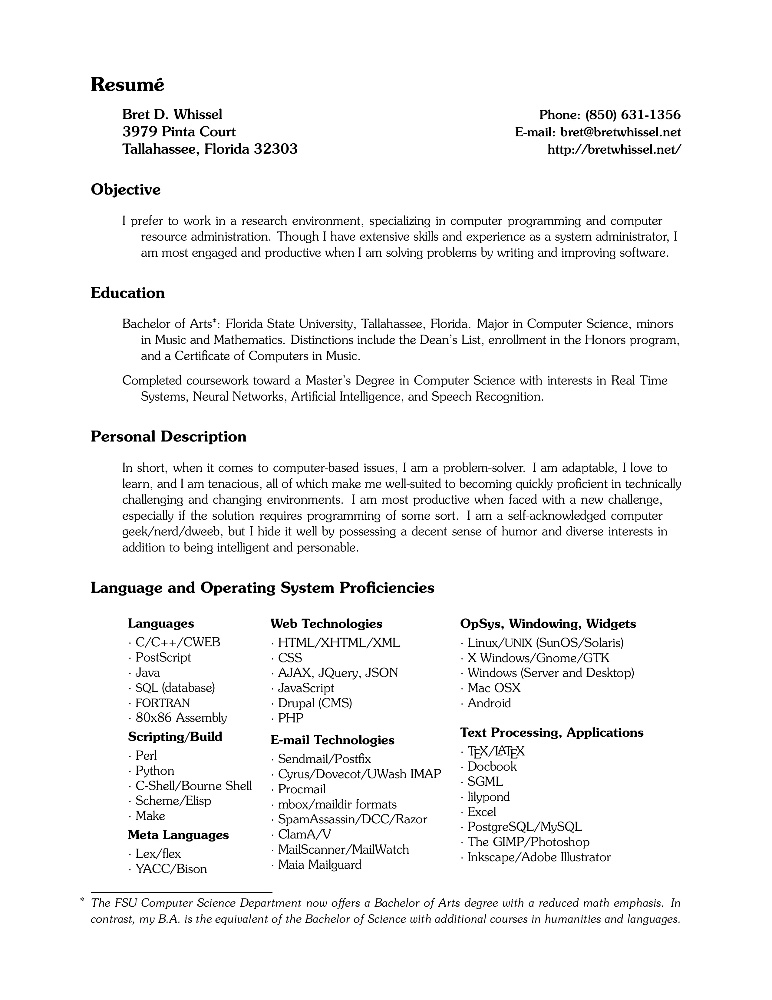 Resumé
Bret D. Whissel
3979 Pinta Court
Tallahassee, Florida 32303
Phone: (850) 631-1356
E-mail: bret@bretwhissel.net
http://bretwhissel.net/
Objective
I prefer to work in a research environment, specializing in computer programming and computer
resource administration. Though I have extensive skills and experience as a system administrator, I
am most engaged and productive when I am solving problems by writing and improving software.
Education
Bachelor of Arts*: Florida State University, Tallahassee, Florida. Major in Computer Science, minors
in Music and Mathematics. Distinctions include the Dean's List, enrollment in the Honors program,
and a Certificate of Computers in Music.
Completed coursework toward a Master's Degree in Computer Science with interests in Real Time
Systems, Neural Networks, Artificial Intelligence, and Speech Recognition.
Personal Description
In short, when it comes to computer-based issues, I am a problem-solver. I am adaptable, I love to
learn, and I am tenacious, all of which make me well-suited to becoming quickly proficient in technically
challenging and changing environments. I am most productive when faced with a new challenge,
especially if the solution requires programming of some sort. I am a self-acknowledged computer
geek/nerd/dweeb, but I hide it well by possessing a decent sense of humor and diverse interests in
addition to being intelligent and personable.
Language and Operating System Proficiencies
Languages
· C/C++/CWEB
· PostScript
· Java
· SQL (database)
· FORTRAN
· 80x86 Assembly
Scripting/Build
· Perl
· Python
· C-Shell/Bourne Shell
· Scheme/Elisp
· Make
Meta Languages
· Lex/flex
· YACC/Bison
Web Technologies
· HTML/XHTML/XML
· CSS
· AJAX, JQuery, JSON
· JavaScript
· Drupal (CMS)
· PHP
E-mail Technologies
· Sendmail/Postfix
· Cyrus/Dovecot/UWash IMAP
· Procmail
· mbox/maildir formats
· SpamAssassin/DCC/Razor
· ClamA/V
· MailScanner/MailWatch
· Maia Mailguard
OpSys, Windowing, Widgets
· Linux/UNIX (SunOS/Solaris)
· X Windows/Gnome/GTK
· Windows (Server and Desktop)
· Mac OSX
· Android
Text Processing, Applications
· TEX/LATEX
· Docbook
· SGML
· lilypond
· Excel
· PostgreSQL/MySQL
· The GIMP/Photoshop
· Inkscape/Adobe Illustrator
* The FSU Computer Science Department now offers a Bachelor of Arts degree with a reduced math emphasis. In
contrast, my B.A. is the equivalent of the Bachelor of Science with additional courses in humanities and languages.